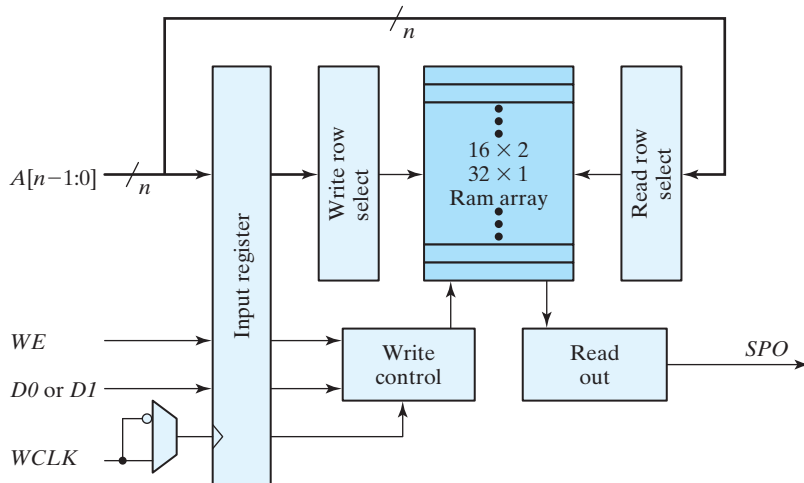 n
A[n−1:0]
n
Input register
Write row
select
16 × 2
32 × 1
Ram array
Read row
select
WE
D0 or D1
WCLK
Write
control
Read
out
SPO